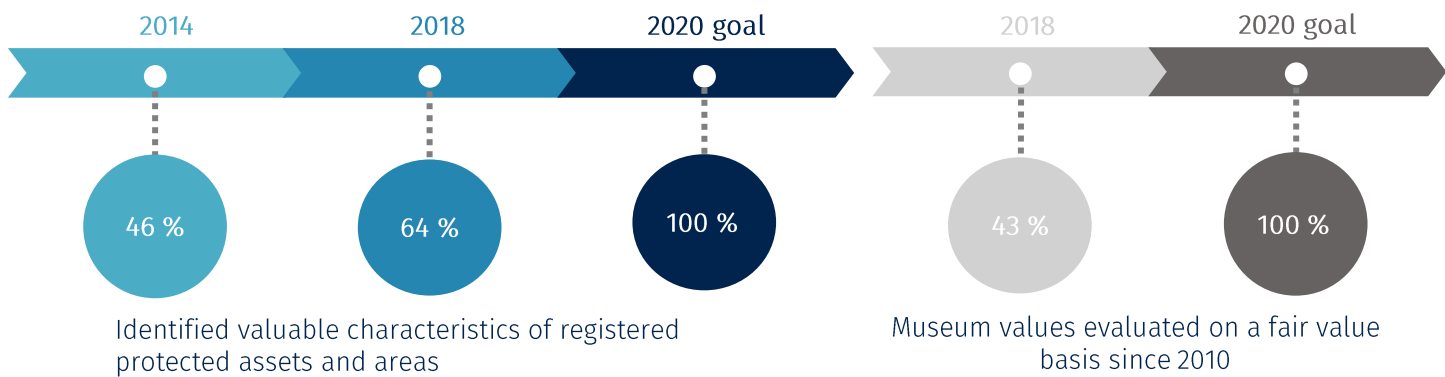 2014
2018
2020 goal
46 %
64 %
100 %
Identified valuable characteristics of registered
protected assets and areas
2018
2020 goal
43 %
100 %
Museum values evaluated on a fair value
basis since 2010